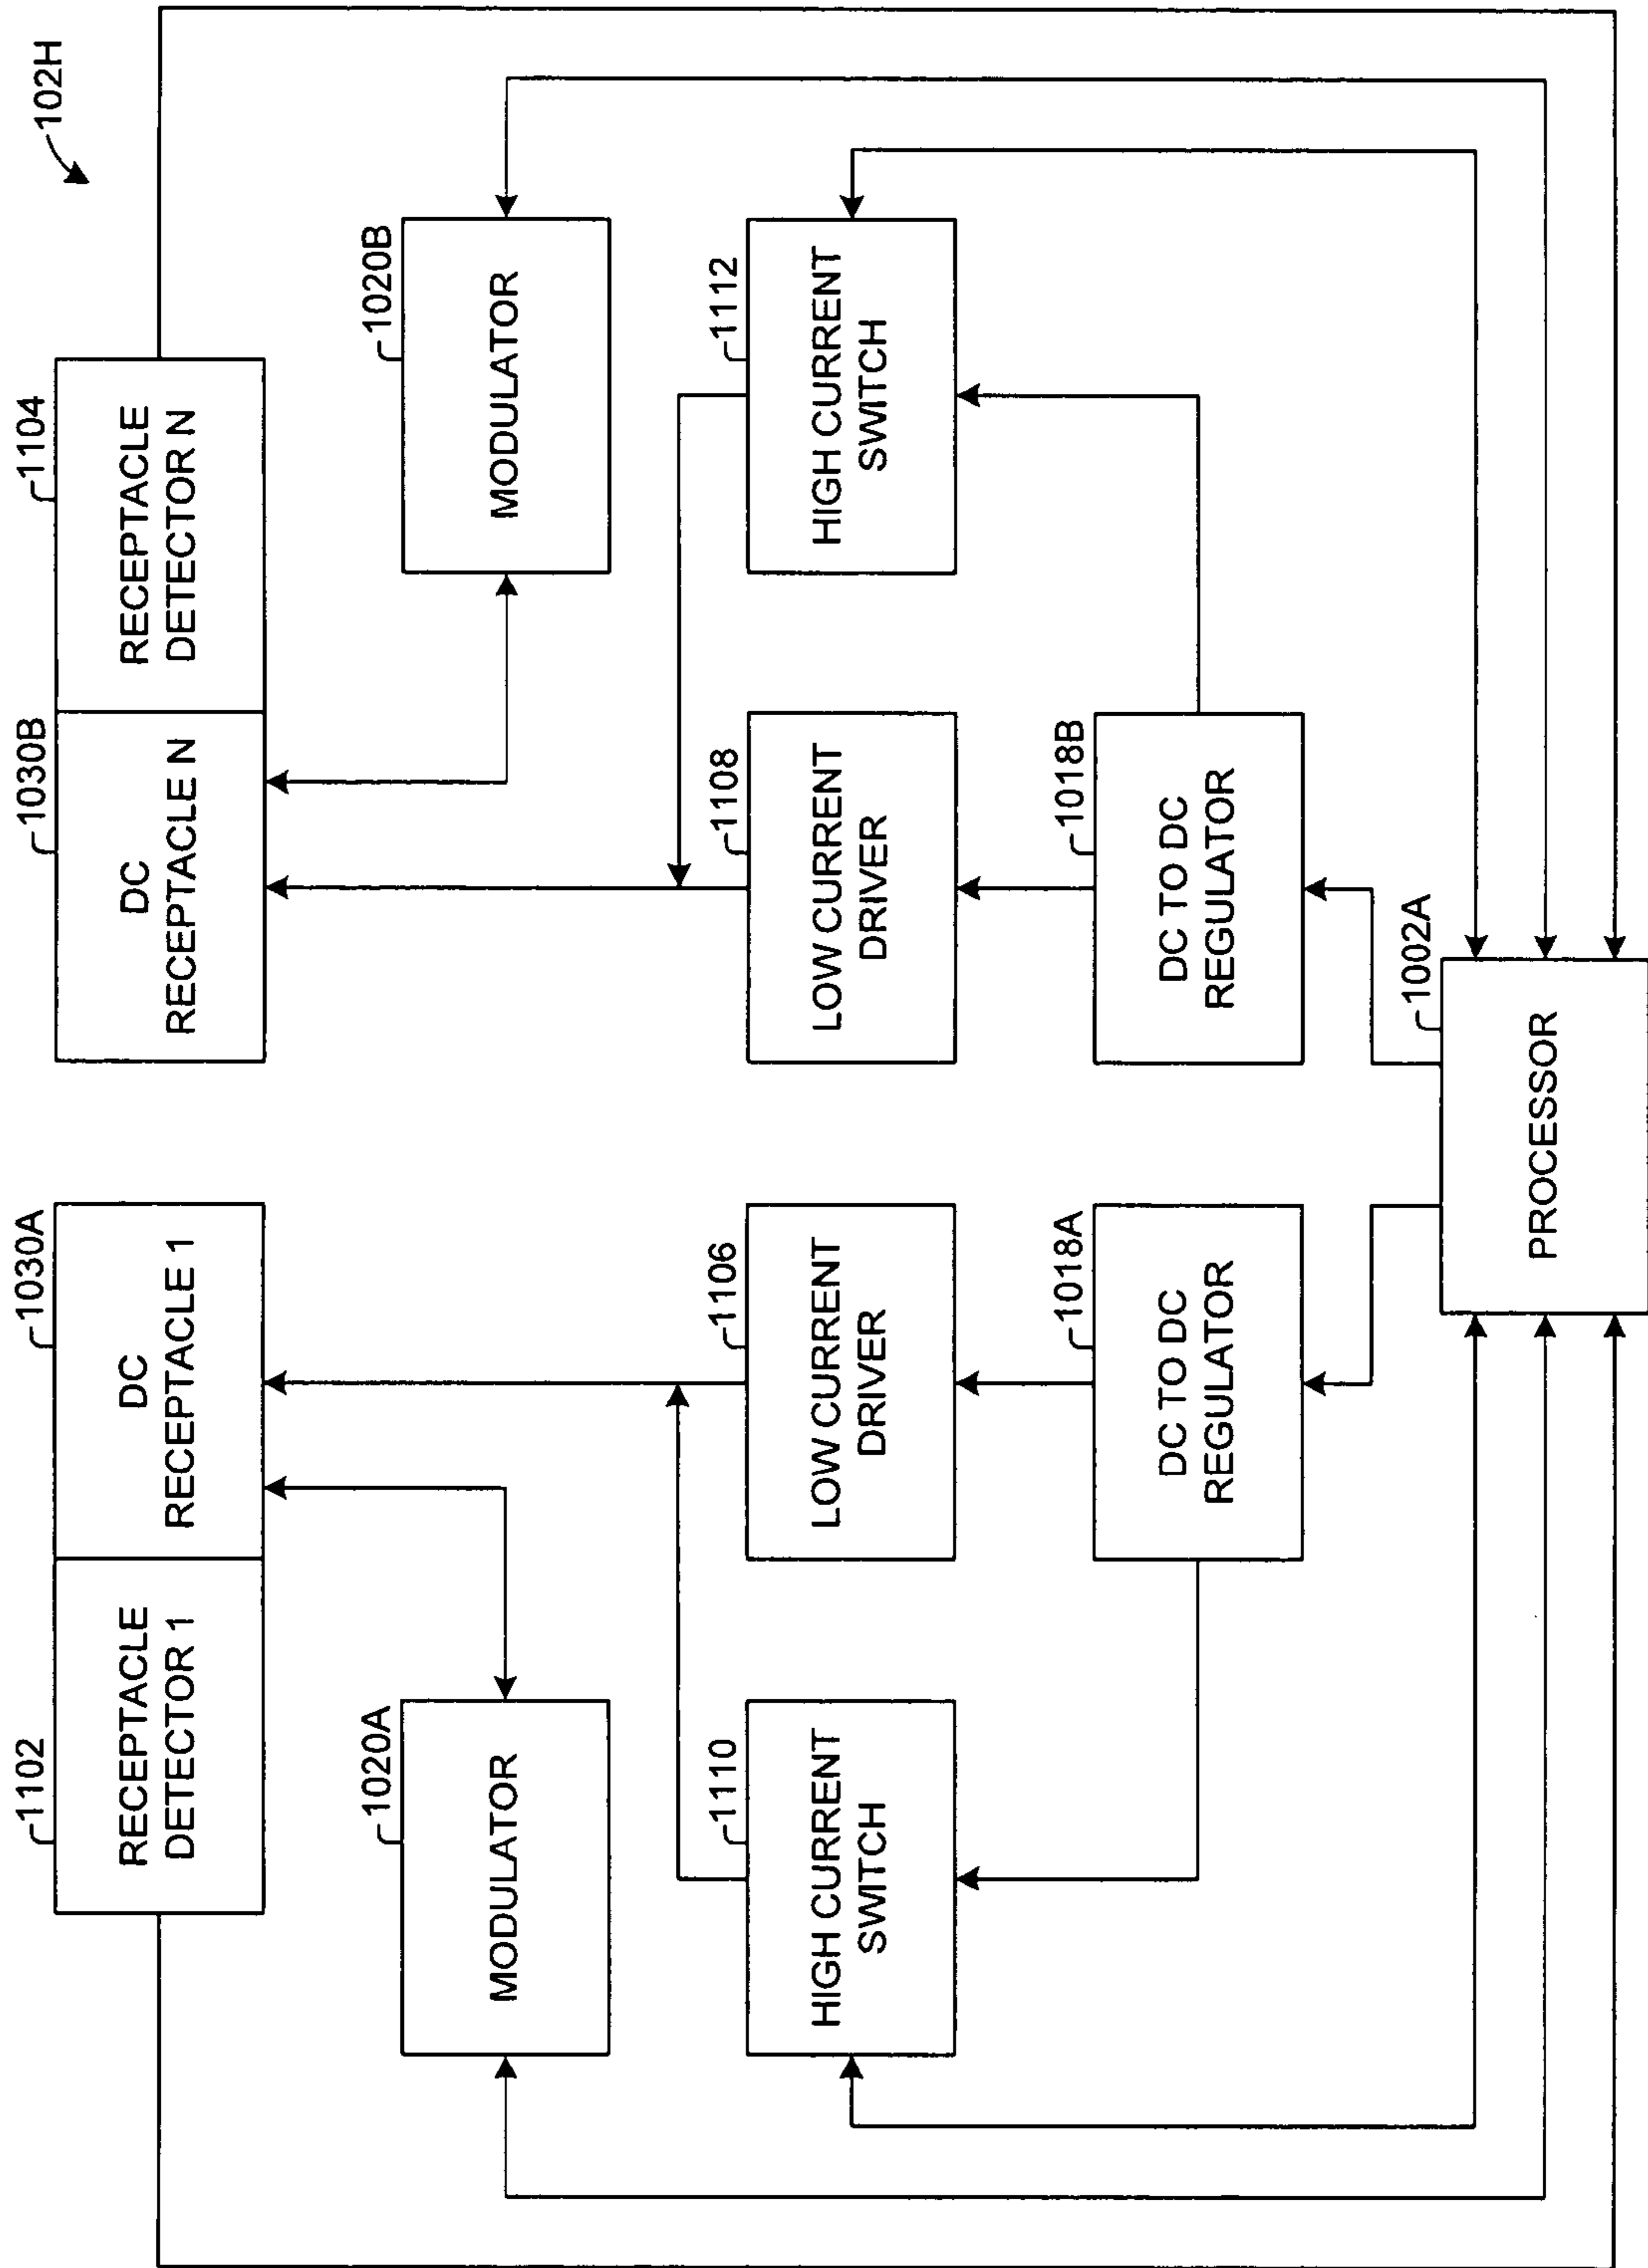 102H
1102
RECEPTACLE
DETECTOR 1
1030A
DC
RECEPTACLE 1
1030B
DC
RECEPTACLE N
1104
RECEPTACLE
DETECTOR N
1020A
MODULATOR
1020B
MODULATOR
1110
HIGH CURRENT
SWITCH
1106
LOW CURRENT
DRIVER
1108
LOW CURRENT
DRIVER
1112
HIGH CURRENT
SWITCH
1018A
DC TO DC
REGULATOR
1018B
DC TO DC
REGULATOR
1002A
PROCESSOR